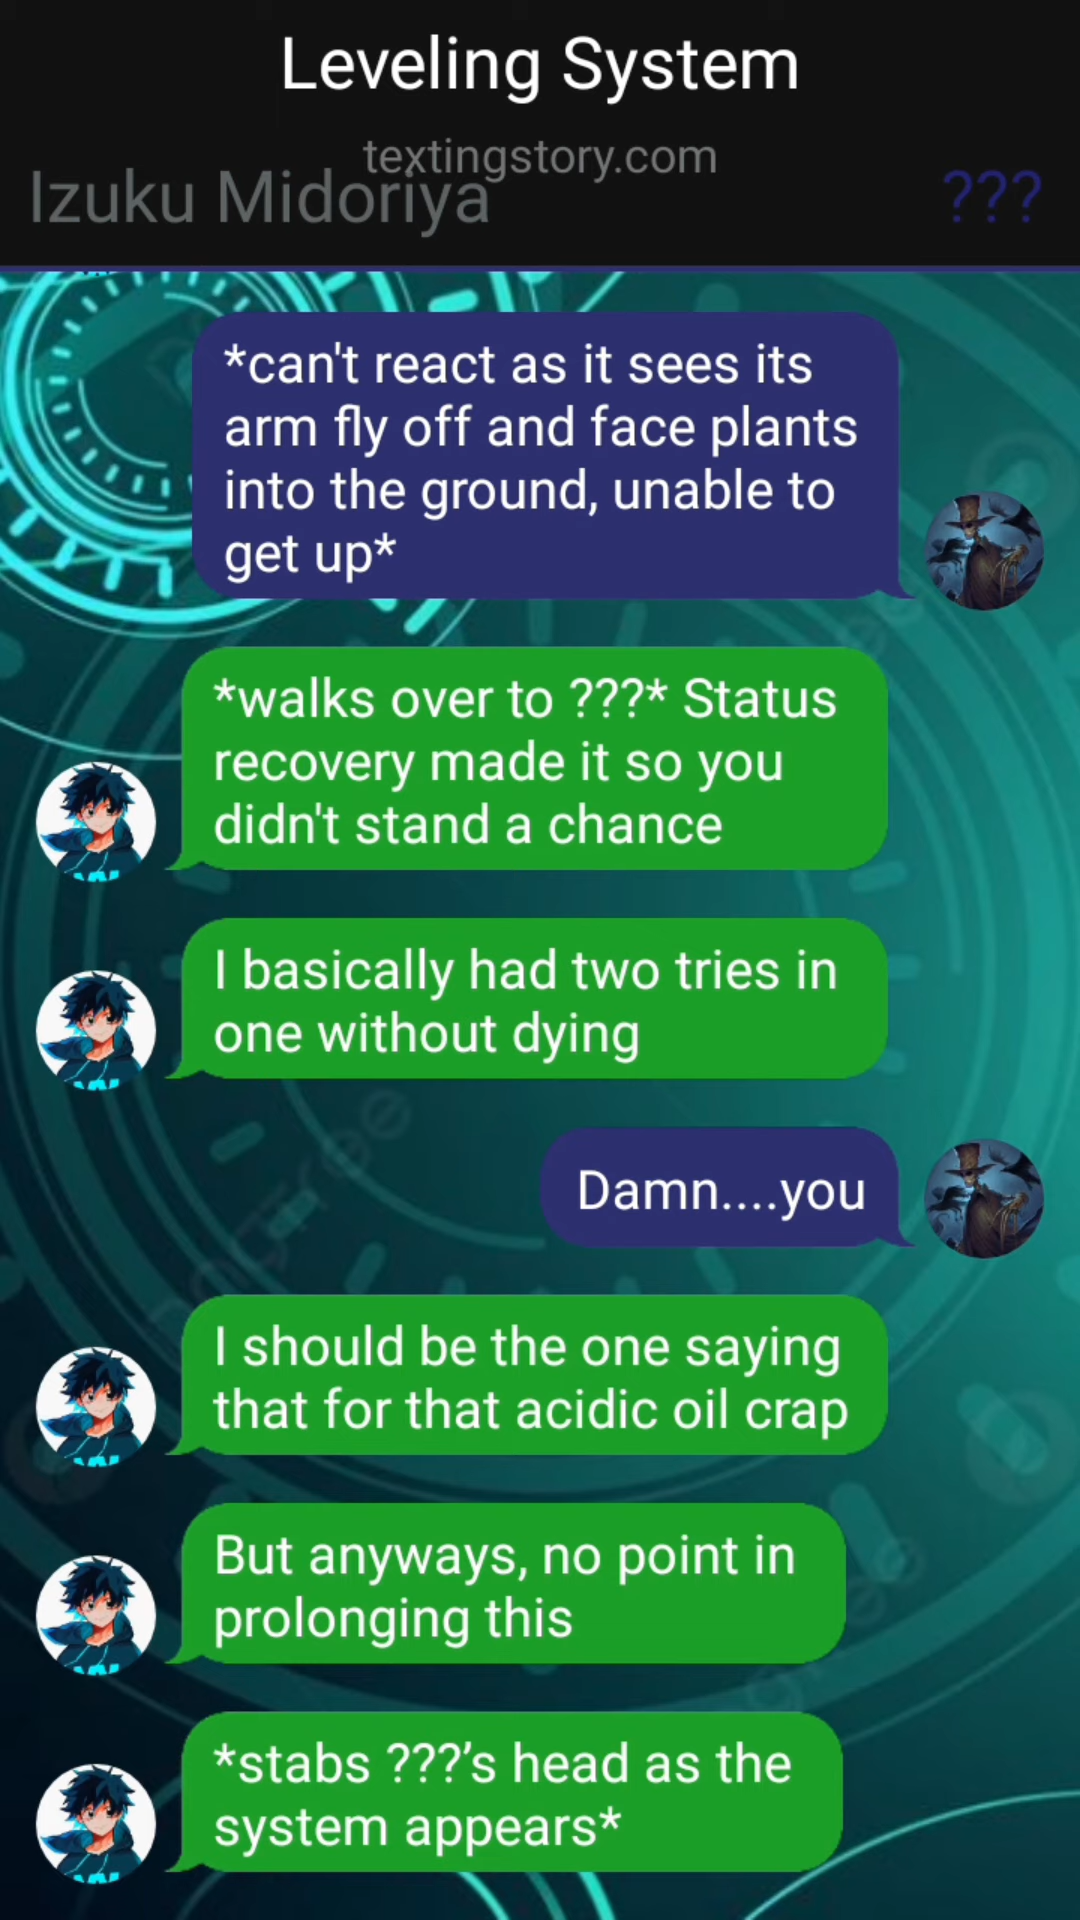 Leveling System
textingstory.com
Izuku Midoriya
???
*can't react as it sees its
arm fly off and face plants
into the ground, unable to
get up*
*walks over to ???* Status
recovery made it so you
didn't stand a chance
I basically had two tries in
one without dying
Damn....you
I should be the one saying
that for that acidic oil crap
But anyways, no point in
prolonging this
*stabs ???’s head as the
system appears*